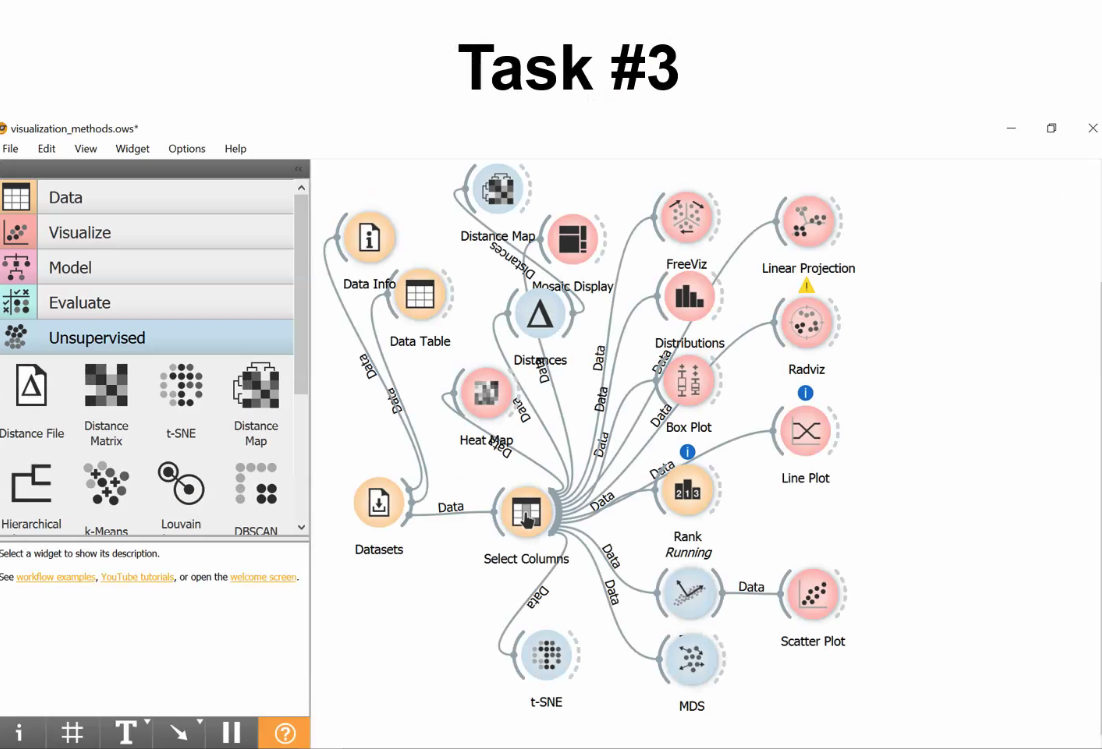 Task #3
visualization_methods.ows*
File Edit View Widget Options Help
Data
Visualize
Model
Evaluate
Unsupervised
Distance File
Distance
Matrix
t-SNE
Distance
Map
Hierarchical
k-Means
Louvain
DBSCAN
Select a widget to show its description.
See workflow examples, YouTube tutorials, or open the welcome screen.
Distance Map
Distances
Data Info
Mosaic Display
FreeViz
Linear Projection
Data Table
Distances
Distributions
Radviz
Data
Data
Data
Data
Data
Data
Data
Data
Data
Heat Map
Data
Box Plot
Data
Data
Line Plot
Datasets
Data
Select Columns
Data
Rank
Running
Data
Data
Data
Data
Scatter Plot
t-SNE
MDS
213